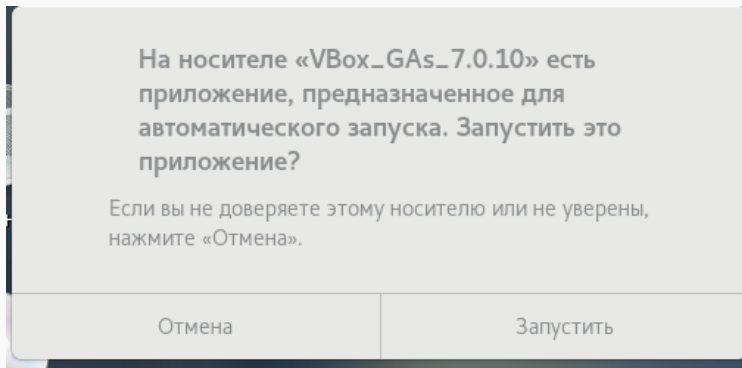 На носителе «VBox_GAs_7.0.10» есть
приложение, предназначенное для
автоматического запуска. Запустить это
приложение?
Если вы не доверяете этому носителю или не уверены,
нажмите «Отмена».
Отмена
Запустить